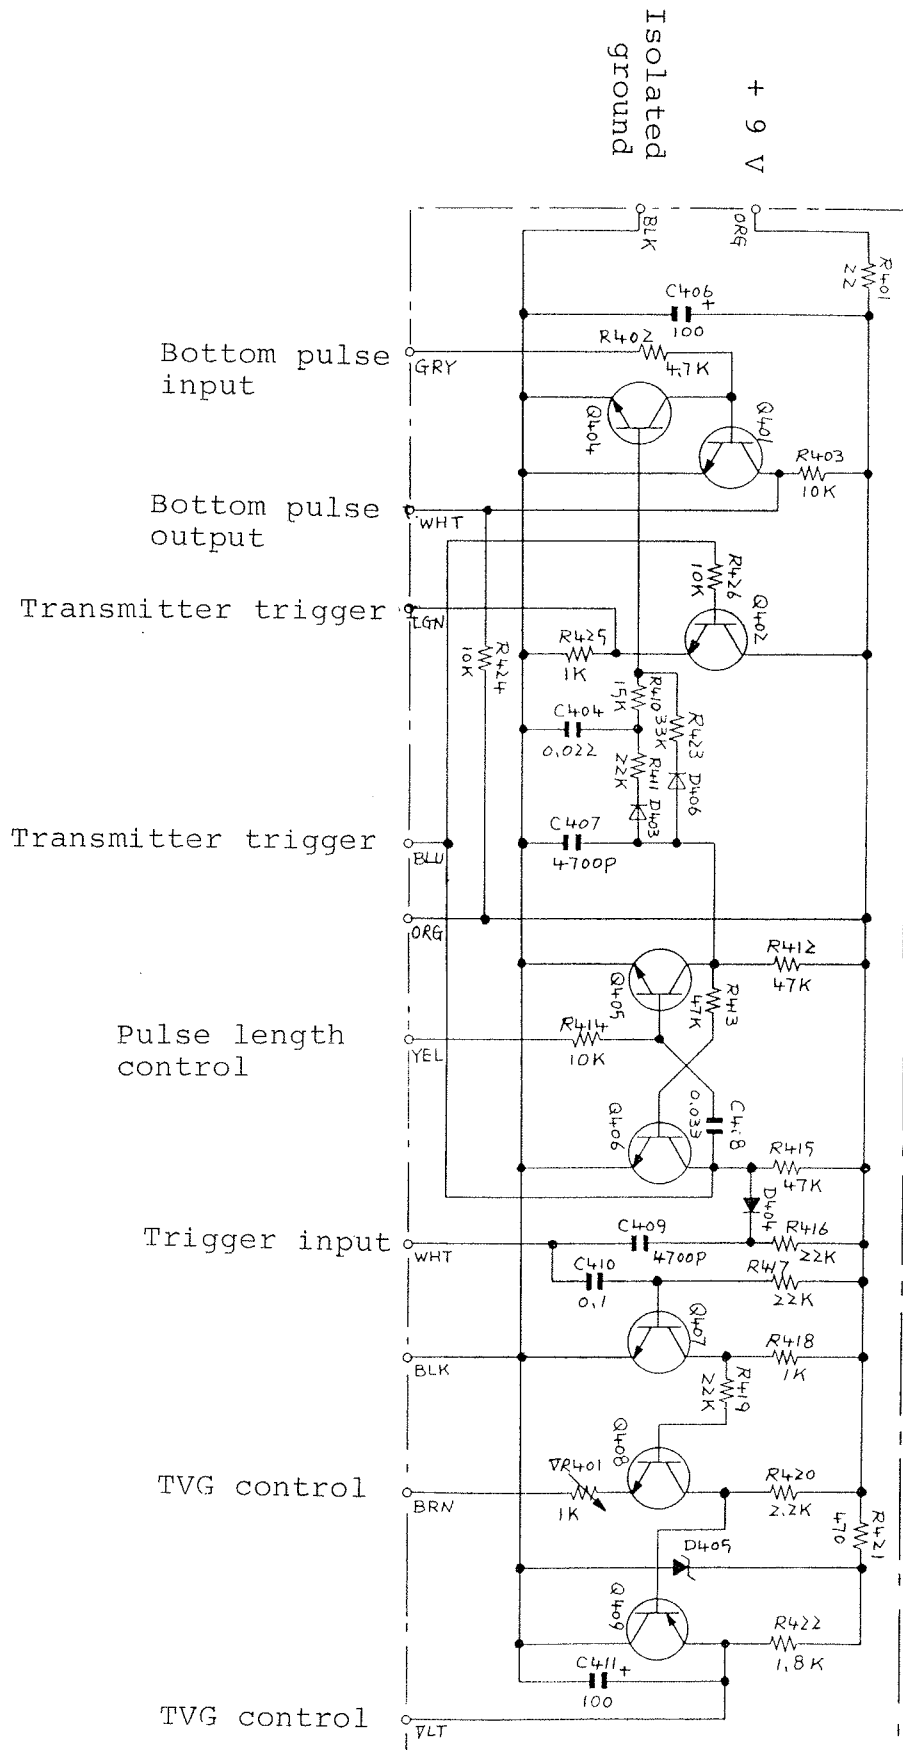 Isolated
ground
+ 9 V
BLK
ORG
R401
22
C406
+
100
R402
4.7K
Bottom pulse
input
GRY
Q404
Q401
R403
10K
Bottom pulse
output
WHT
R426
10K
Q402
Transmitter trigger
LGN
R424
10K
R425
1K
R410
15K
R423
33K
C404
0.022
R411
22K
D403
D406
C407
4700P
Transmitter trigger
BLU
ORG
R412
47K
Q405
R413
47K
R414
10K
Pulse length
control
YEL
Q406
C408
0.033
R415
47K
D404
Trigger input
WHT
C409
4700P
R416
22K
C410
0.1
R417
22K
Q407
R418
1K
BLK
R419
22K
Q408
VR401
1K
TVG control
BRN
R420
2.2K
R421
470
D405
Q409
R422
1.8K
C411
+
100
TVG control
VLT